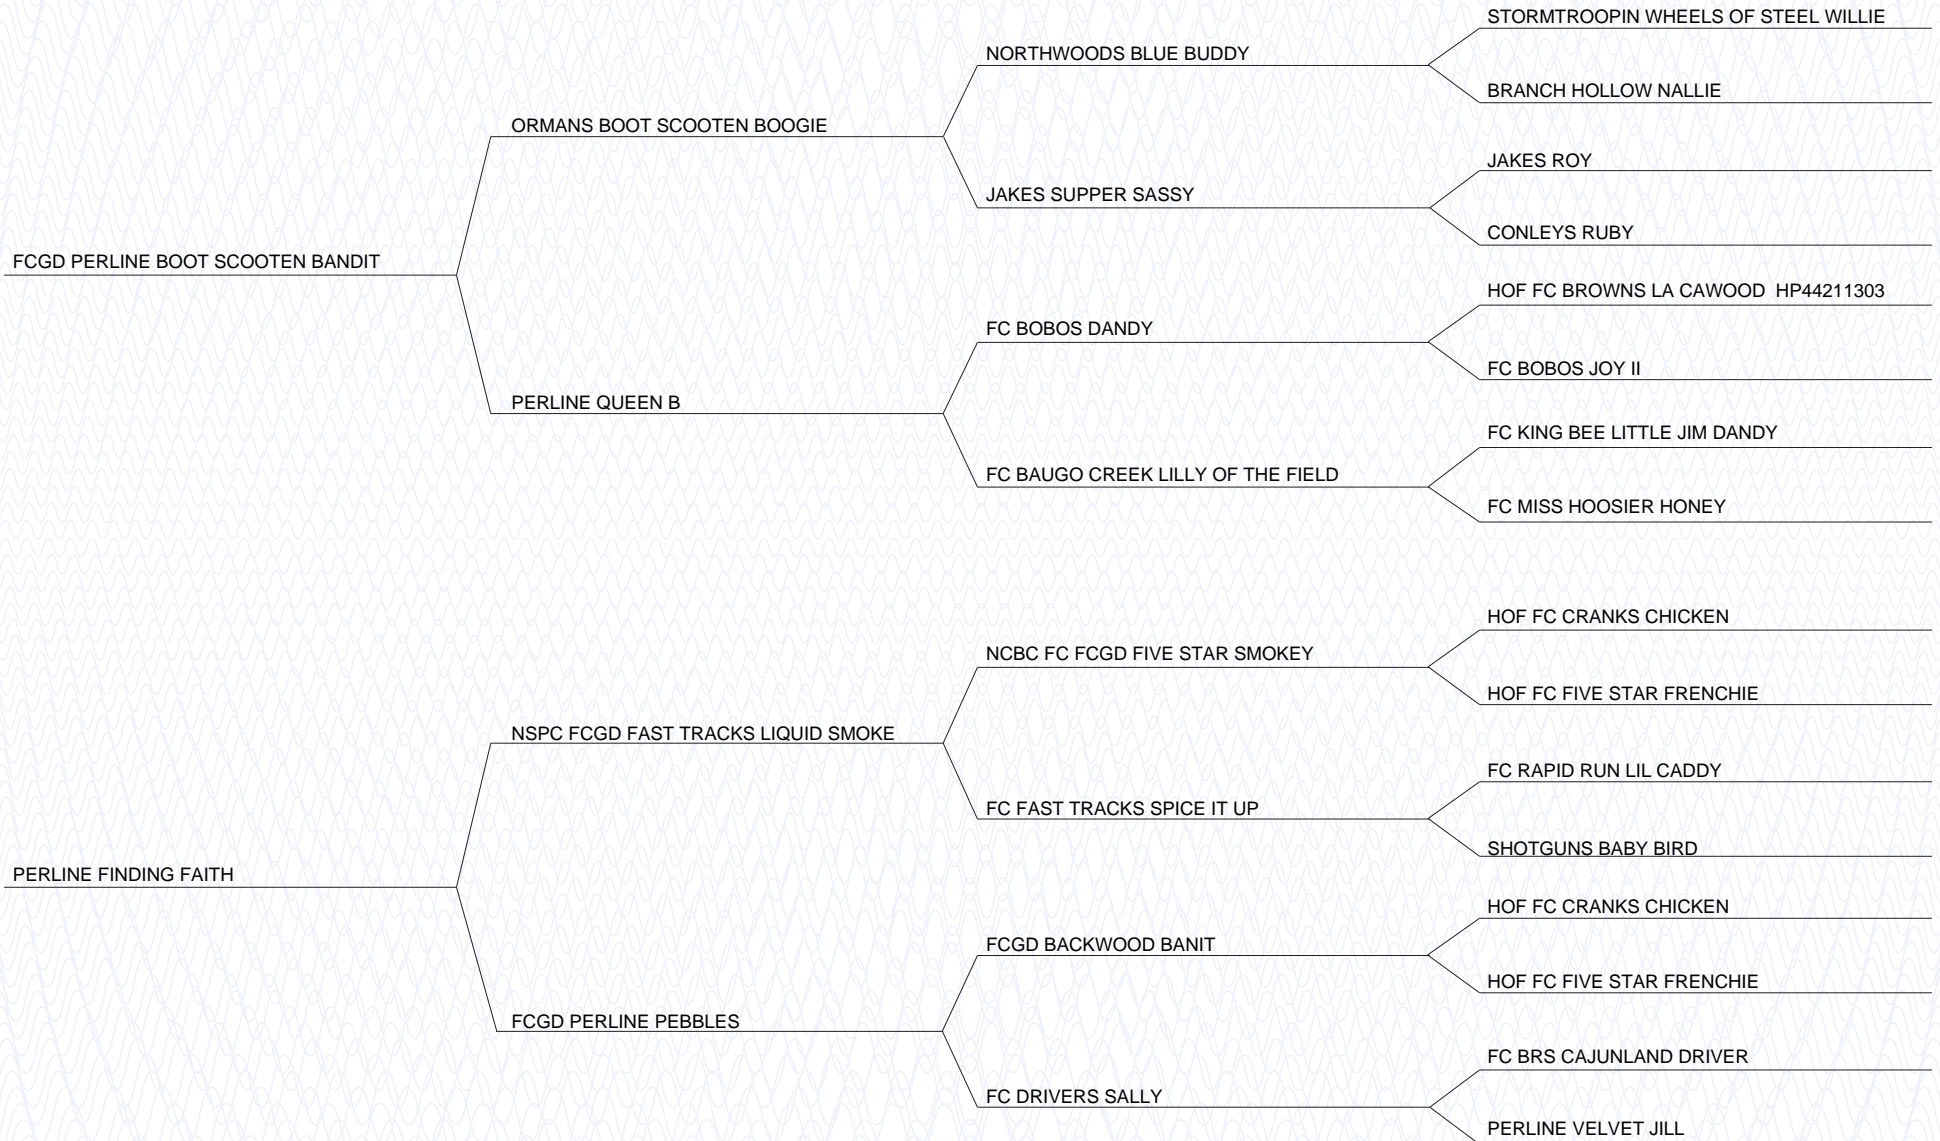 STORMTROOPIN WHEELS OF STEEL WILLIE
NORTHWOODS BLUE BUDDY
BRANCH HOLLOW NALLIE
ORMANS BOOT SCOOTEN BOOGIE
JAKES ROY
JAKES SUPPER SASSY
CONLEYS RUBY
FCGD PERLINE BOOT SCOOTEN BANDIT
HOF FC BROWNS LA CAWOOD  HP44211303
FC BOBOS DANDY
FC BOBOS JOY II
PERLINE QUEEN B
FC KING BEE LITTLE JIM DANDY
FC BAUGO CREEK LILLY OF THE FIELD
FC MISS HOOSIER HONEY
HOF FC CRANKS CHICKEN
NCBC FC FCGD FIVE STAR SMOKEY
HOF FC FIVE STAR FRENCHIE
NSPC FCGD FAST TRACKS LIQUID SMOKE
FC RAPID RUN LIL CADDY
FC FAST TRACKS SPICE IT UP
SHOTGUNS BABY BIRD
PERLINE FINDING FAITH
HOF FC CRANKS CHICKEN
FCGD BACKWOOD BANIT
HOF FC FIVE STAR FRENCHIE
FCGD PERLINE PEBBLES
FC BRS CAJUNLAND DRIVER
FC DRIVERS SALLY
PERLINE VELVET JILL